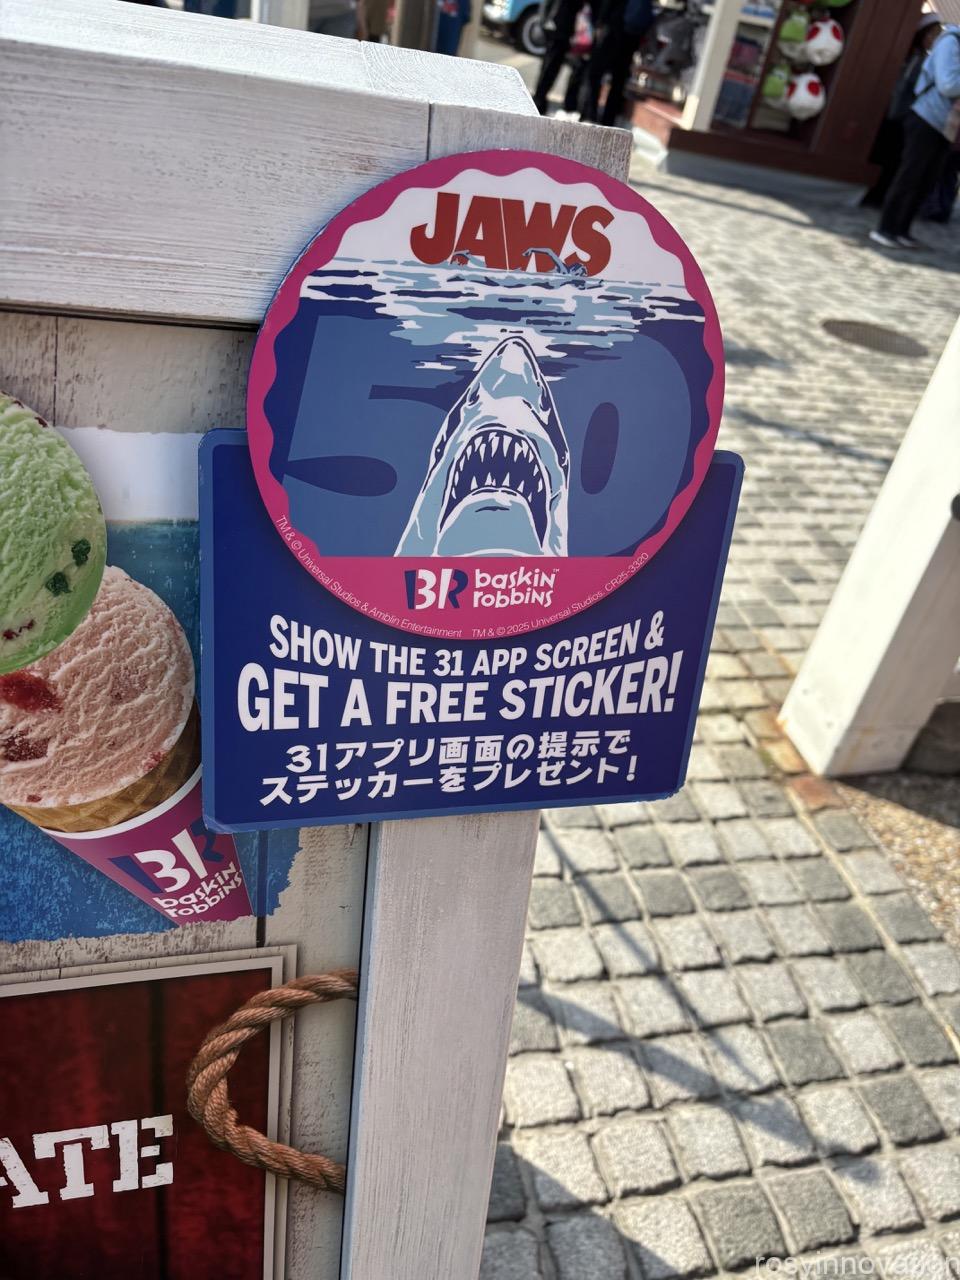 JAWS
50
TM & © Universal Studios & Amblin Entertainment TM & © 2025 Universal Studios. CR25-3320
BR baskin robbins™
SHOW THE 31 APP SCREEN &
GET A FREE STICKER!
31アプリ画面の提示で
ステッカーをプレゼント!
BR
baskin
robbins
ATE